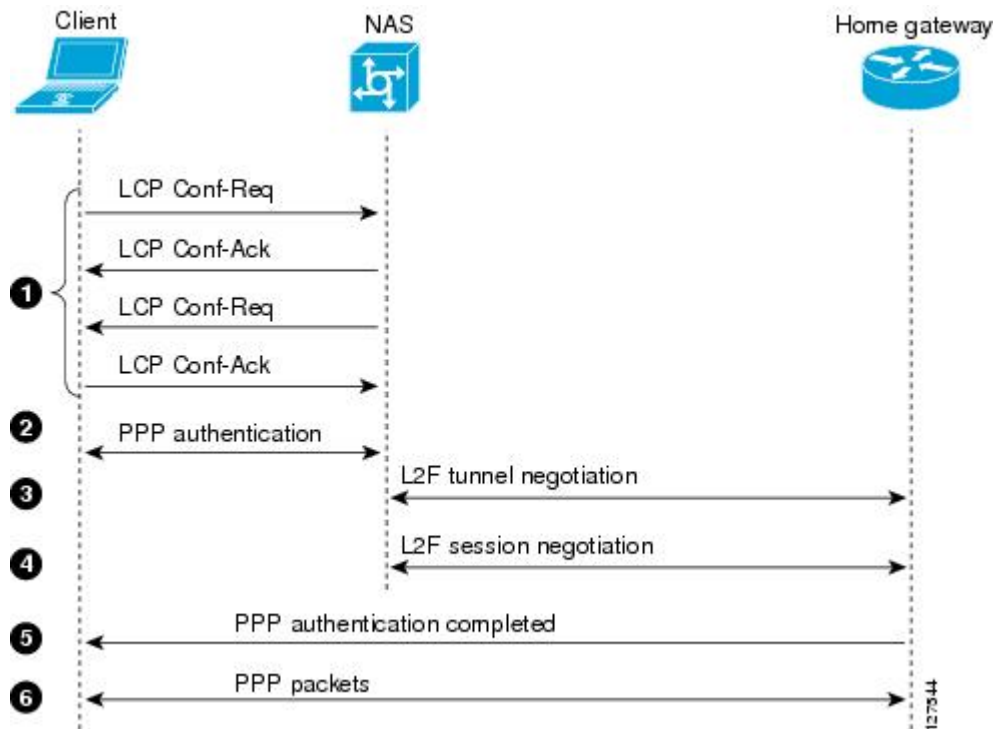 Client
NAS
Home gateway
LCP Conf-Req
LCP Conf-Ack
1
LCP Conf-Req
LCP Conf-Ack
2
PPP authentication
L2F tunnel negotiation
3
L2F session negotiation
4
PPP authentication completed
5
PPP packets
6
127844